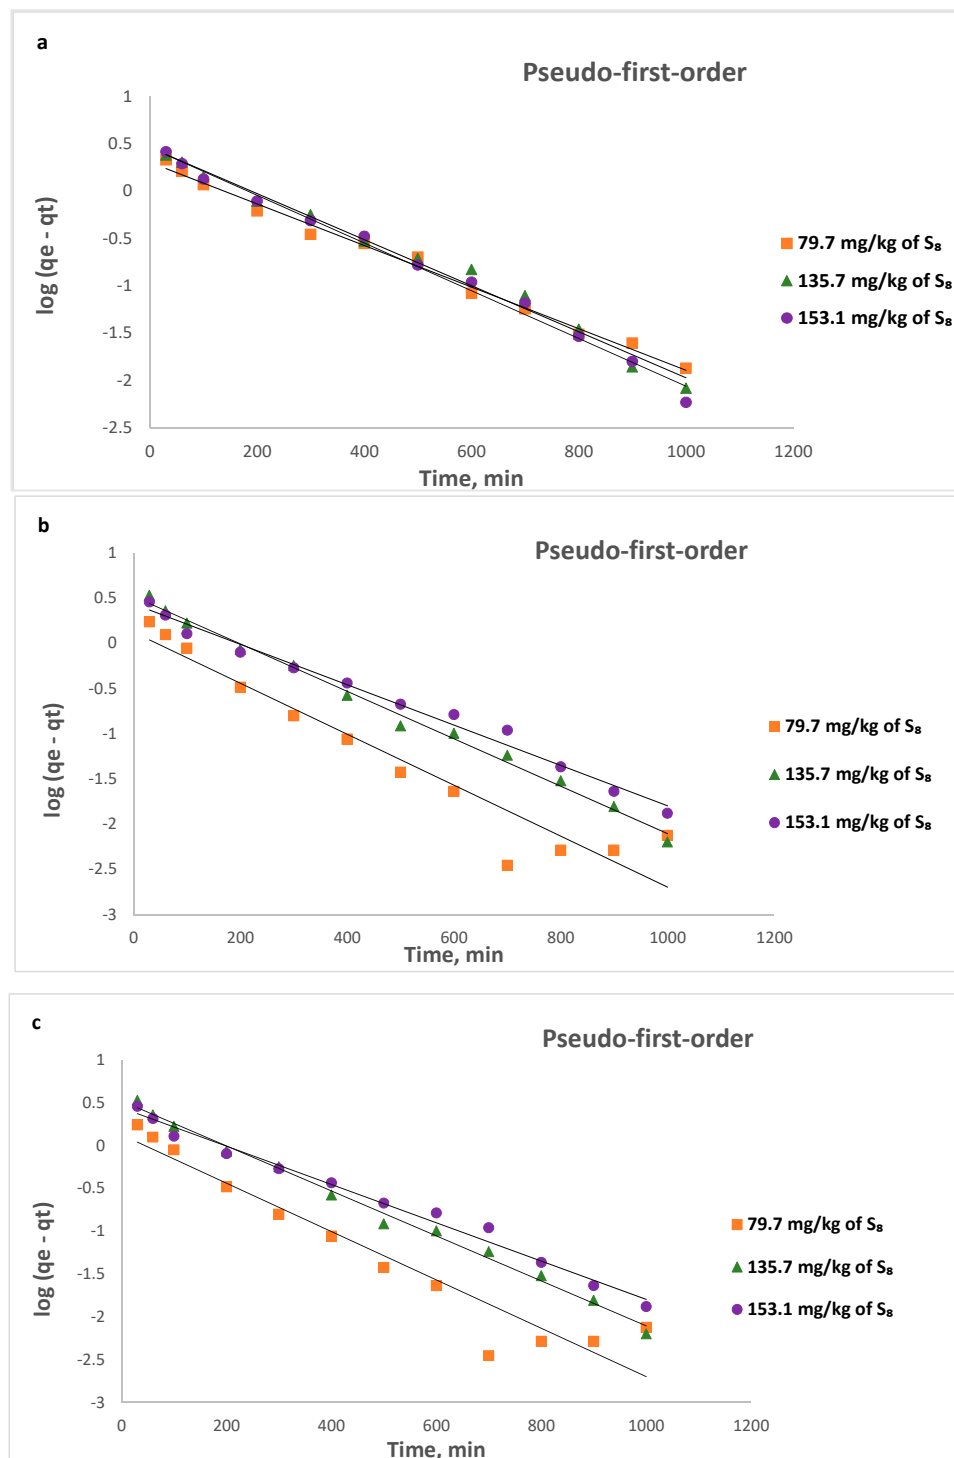 a
Pseudo-first-order
1
0.5
0
-0.5
-1
-1.5
-2
-2.5
0 200 400 600 800 1000 1200
log (qe - qt)
Time, min
79.7 mg/kg of S₈
135.7 mg/kg of S₈
153.1 mg/kg of S₈
b
Pseudo-first-order
1
0.5
0
-0.5
-1
-1.5
-2
-2.5
-3
0 200 400 600 800 1000 1200
log (qe - qt)
Time, min
79.7 mg/kg of S₈
135.7 mg/kg of S₈
153.1 mg/kg of S₈
c
Pseudo-first-order
1
0.5
0
-0.5
-1
-1.5
-2
-2.5
-3
0 200 400 600 800 1000 1200
log (qe - qt)
Time, min
79.7 mg/kg of S₈
135.7 mg/kg of S₈
153.1 mg/kg of S₈